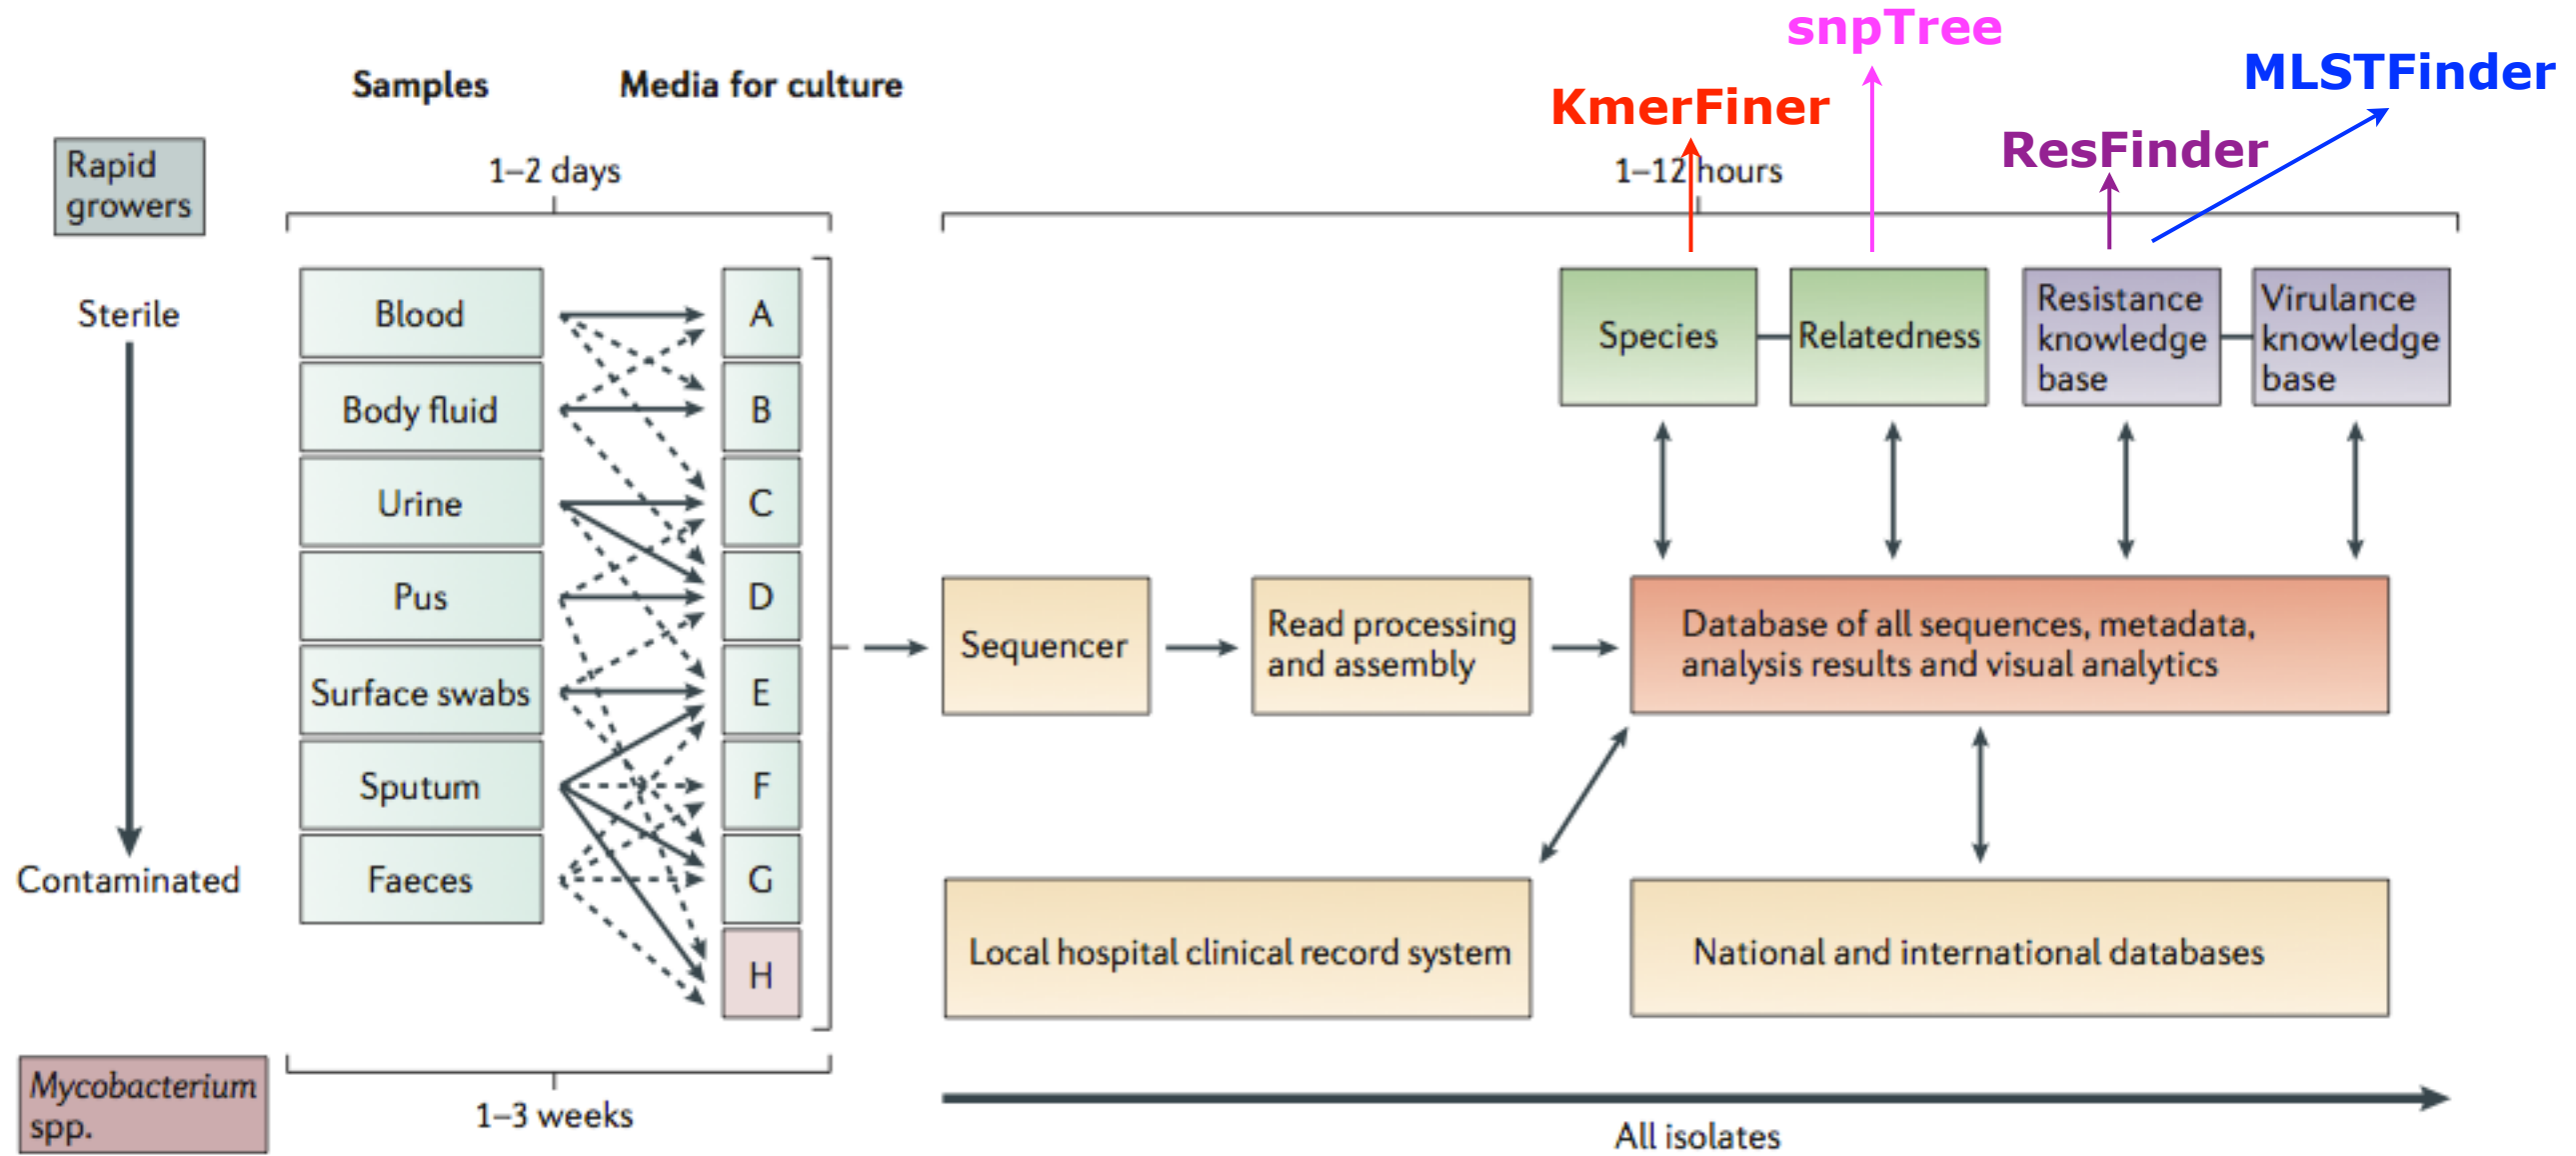 snpTree
MLSTFinder
KmerFiner
ResFinder
Samples
Media for culture
Rapid
growers
1–2 days
1–12 hours
Sterile
Contaminated
Blood
Body fluid
Urine
Pus
Surface swabs
Sputum
Faeces
A
B
C
D
E
F
G
H
Species
Relatedness
Resistance
knowledge
base
Virulance
knowledge
base
Sequencer
Read processing
and assembly
Database of all sequences, metadata,
analysis results and visual analytics
Local hospital clinical record system
National and international databases
Mycobacterium
spp.
1–3 weeks
All isolates